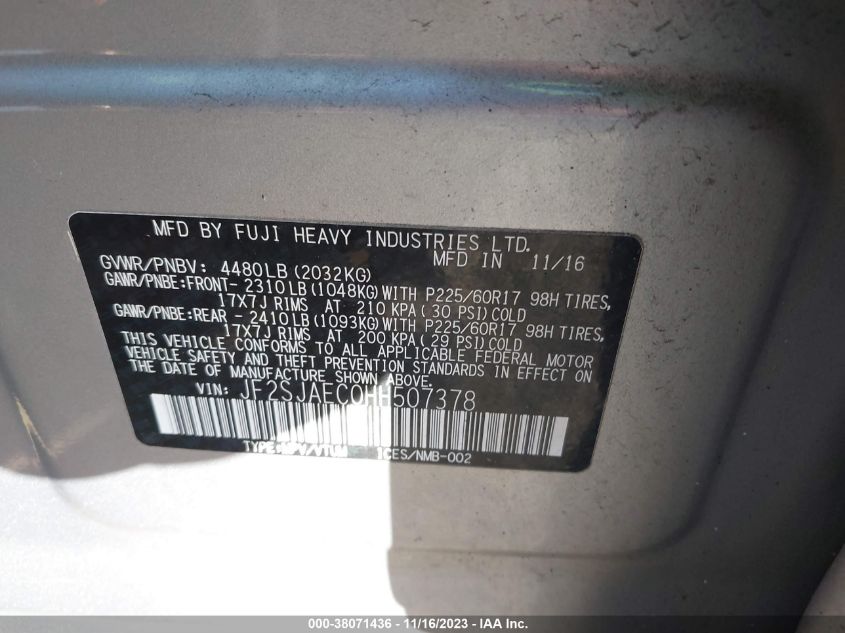 MFD BY FUJI HEAVY INDUSTRIES LTD.
MFD IN 11/16
GVWR/PNBV: 4480LB (2032KG)
GAWR/PNBE:FRONT- 2310LB (1048KG) WITH P225/60R17 98H TIRES,
17X7J RIMS AT 210 KPA (30 PSI) COLD
GAWR/PNBE:REAR - 2410LB (1093KG) WITH P225/60R17 98H TIRES,
17X7J RIMS AT 200 KPA (29 PSI) COLD
THIS VEHICLE CONFORMS TO ALL APPLICABLE FEDERAL MOTOR
VEHICLE SAFETY AND THEFT PREVENTION STANDARDS IN EFFECT ON
THE DATE OF MANUFACTURE SHOWN ABOVE.
VIN: JF2SJAEC0HH507378
TYPE:MPV/VTUM 1CES/NMB-002
000-38071436 - 11/16/2023 - IAA Inc.